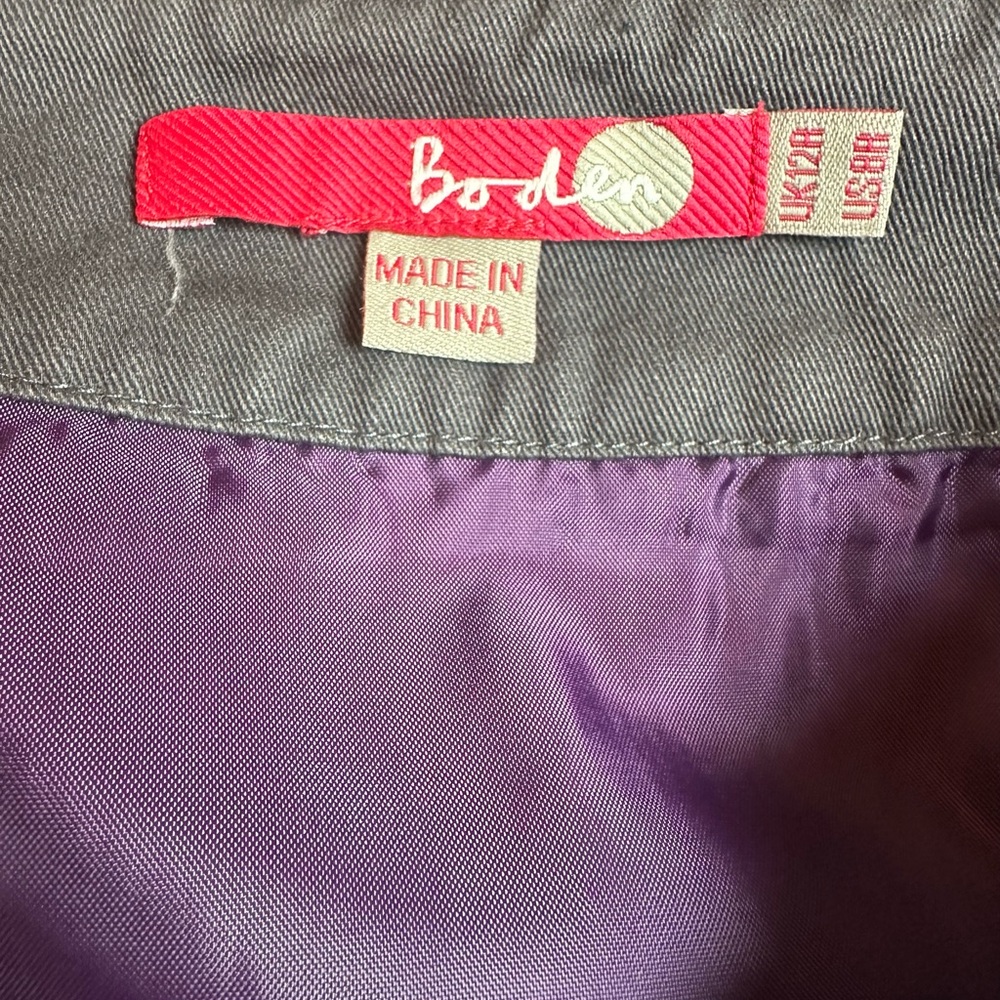 Boden
UK12R
US8R
MADE IN
CHINA